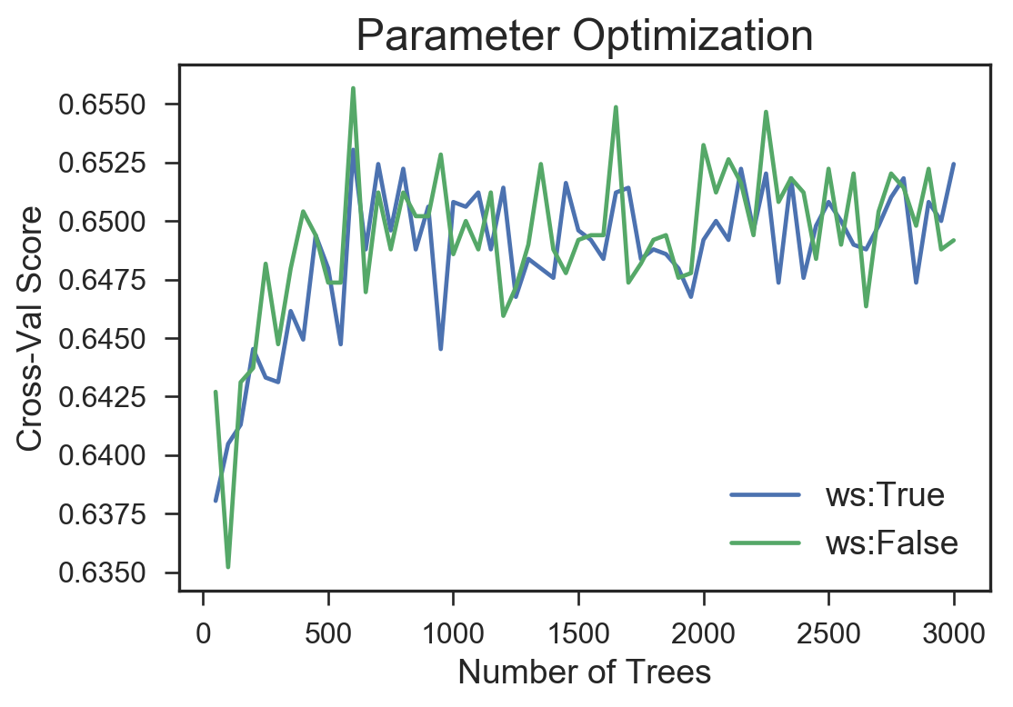 Parameter Optimization
Cross-Val Score
0.6550
0.6525
0.6500
0.6475
0.6450
0.6425
0.6400
0.6375
0.6350
ws:True
ws:False
0 500 1000 1500 2000 2500 3000
Number of Trees